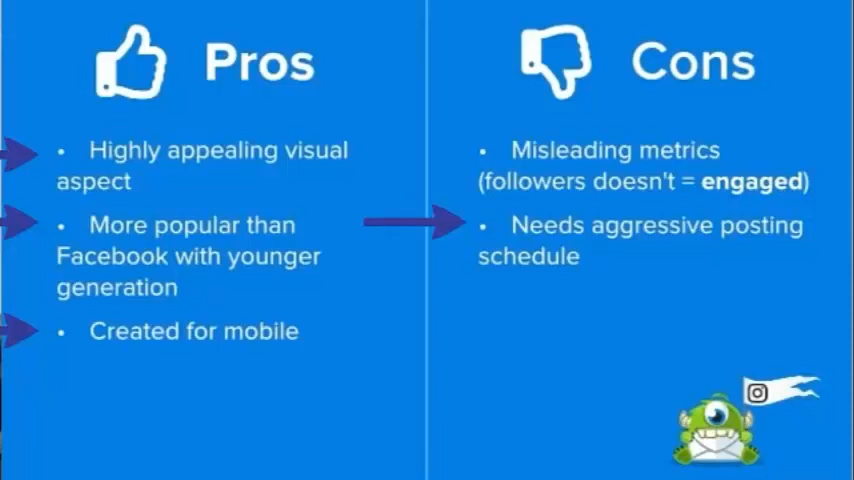 Pros
• Highly appealing visual
aspect
• More popular than
Facebook with younger
generation
• Created for mobile
Cons
• Misleading metrics
(followers doesn't = engaged)
• Needs aggressive posting
schedule